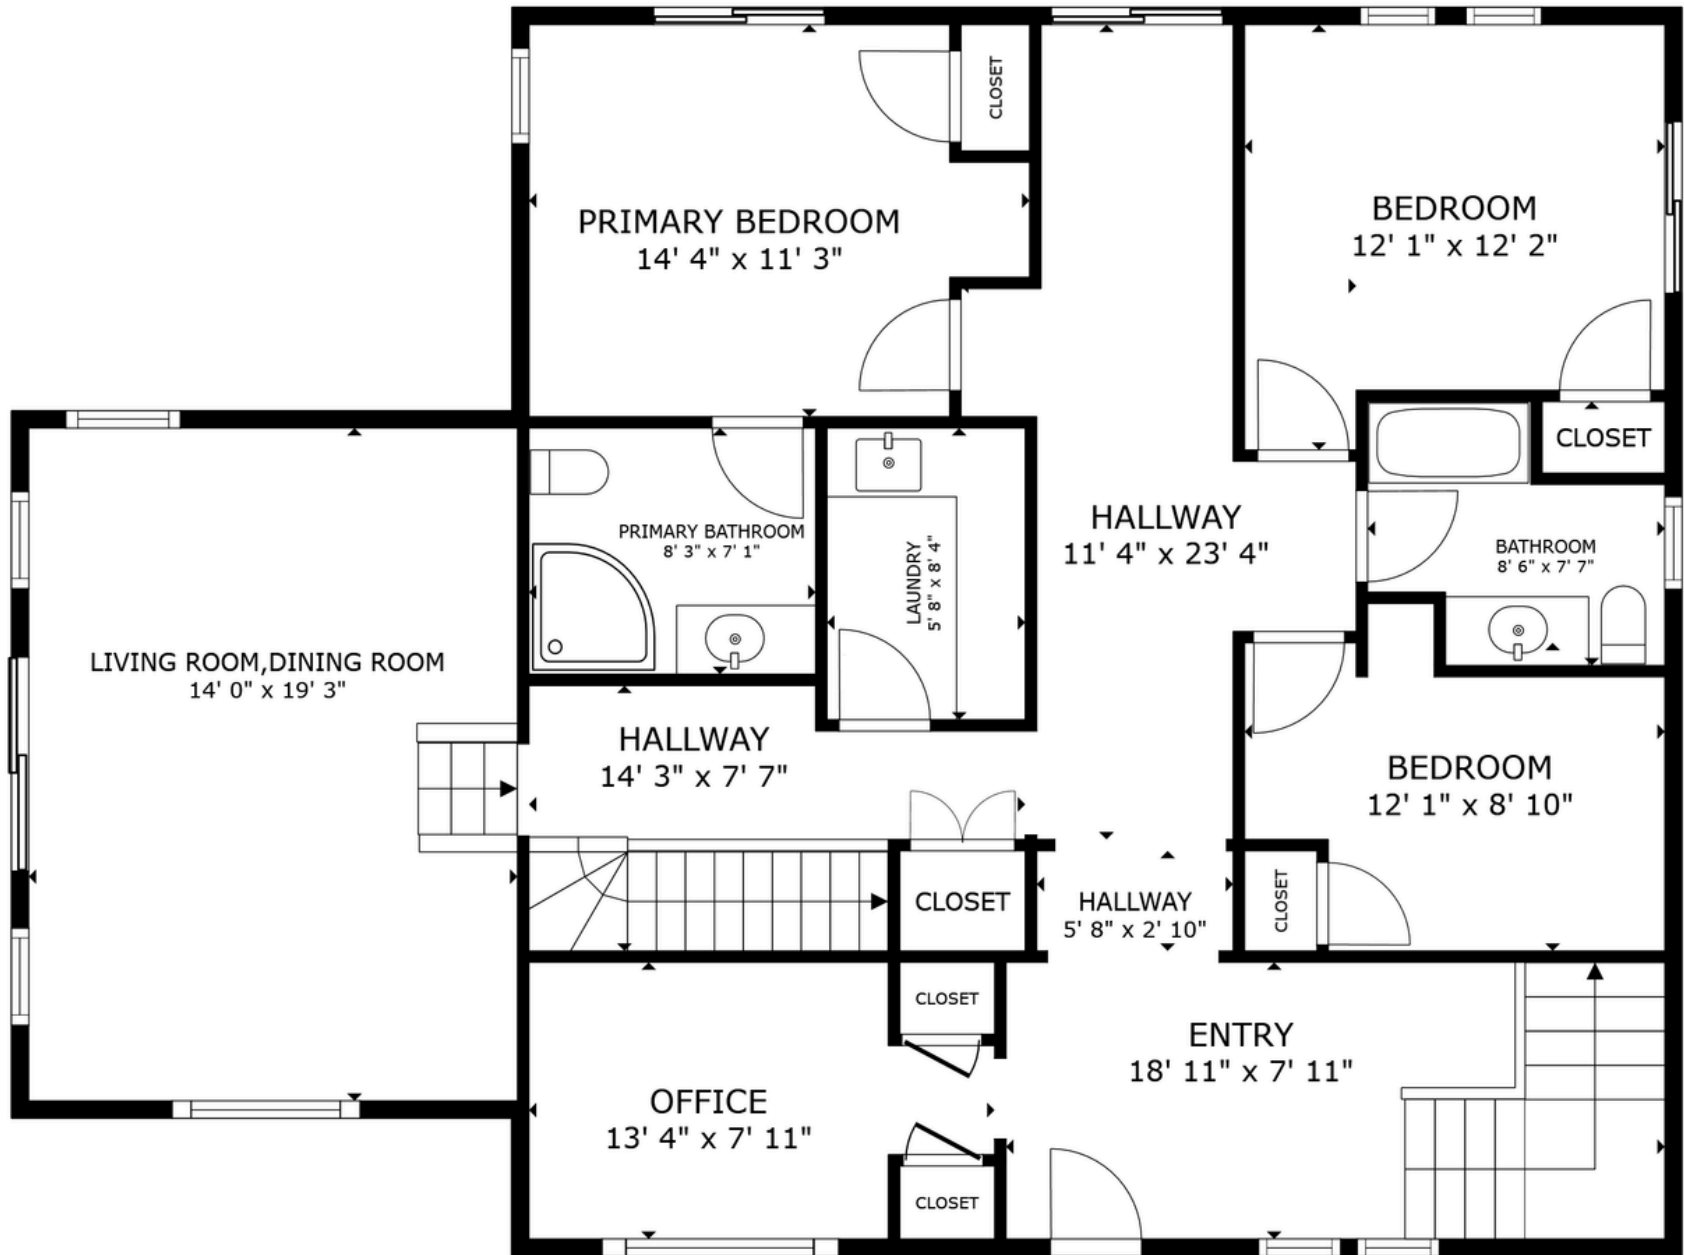 CLOSET
PRIMARY BEDROOM
14' 4" x 11' 3"
BEDROOM
12' 1" x 12' 2"
CLOSET
HALLWAY
11' 4" x 23' 4"
PRIMARY BATHROOM
8' 3" x 7' 1"
LAUNDRY
5' 8" x 8' 4"
BATHROOM
8' 6" x 7' 7"
LIVING ROOM,DINING ROOM
14' 0" x 19' 3"
HALLWAY
14' 3" x 7' 7"
BEDROOM
12' 1" x 8' 10"
CLOSET
HALLWAY
5' 8" x 2' 10"
CLOSET
CLOSET
ENTRY
18' 11" x 7' 11"
OFFICE
13' 4" x 7' 11"
CLOSET